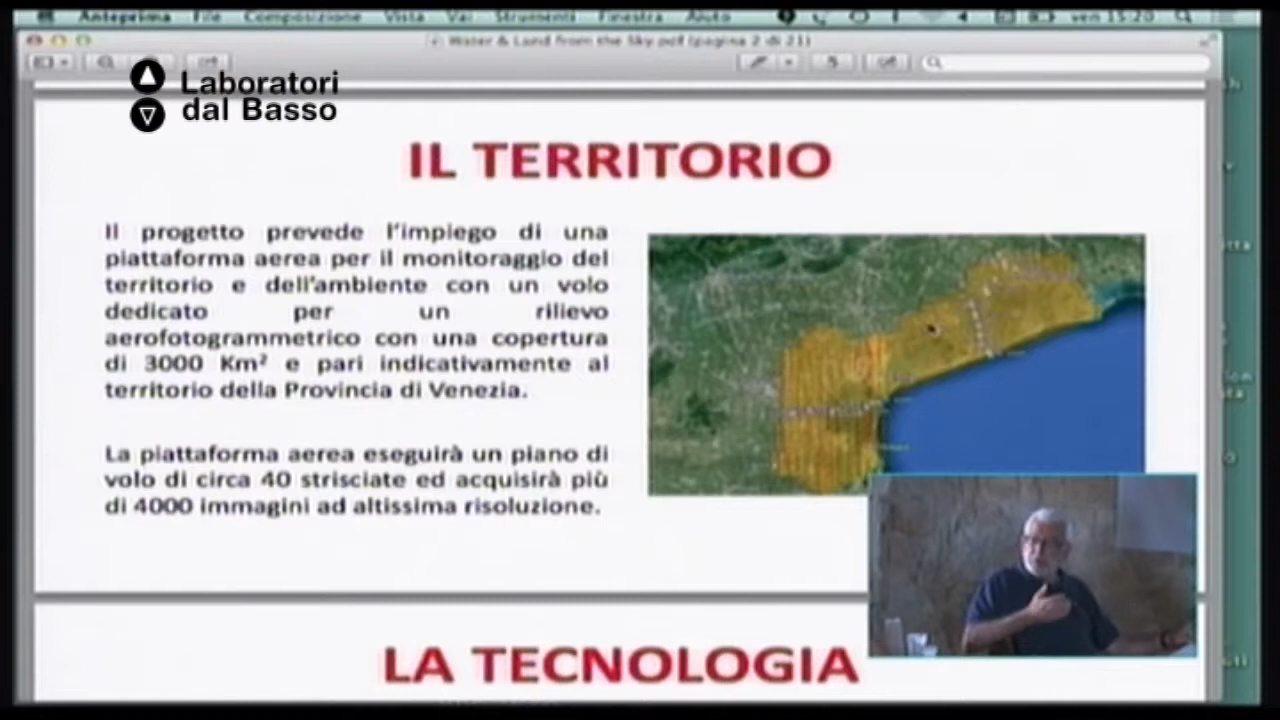 Anteprima File Composizione Vista Vai Strumenti Finestra Aiuto ven 15:20
Water & Land from the Sky.pdf (pagina 2 di 21)
Laboratori
dal Basso
IL TERRITORIO
Il progetto prevede l'impiego di una
piattaforma aerea per il monitoraggio del
territorio e dell'ambiente con un volo
dedicato per un rilievo
aerofotogrammetrico con una copertura
di 3000 Km² e pari indicativamente al
territorio della Provincia di Venezia.
La piattaforma aerea eseguirà un piano di
volo di circa 40 strisciate ed acquisirà più
di 4000 immagini ad altissima risoluzione.
LA TECNOLOGIA